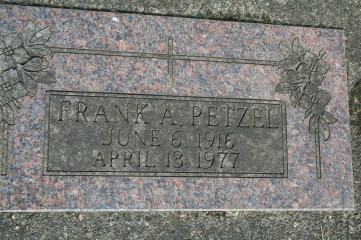 FRANK A. PETZEL
JUNE 6 1916
APRIL 13 1977